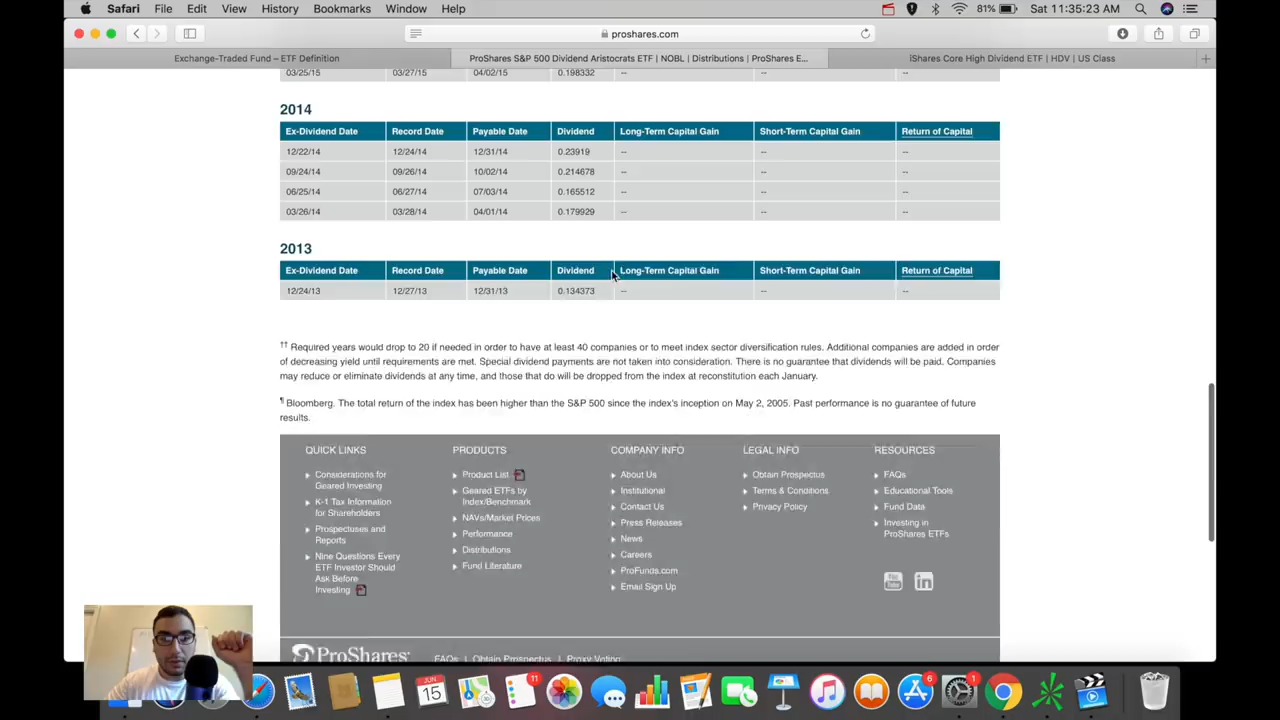 Safari File Edit View History Bookmarks Window Help 81% Sat 11:35:23 AM
proshares.com
Exchange-Traded Fund – ETF Definition ProShares S&P 500 Dividend Aristocrats ETF | NOBL | Distributions | ProShares E... iShares Core High Dividend ETF | HDV | US Class
03/25/15 03/27/15 04/02/15 0.198332 -- -- --
2014
Ex-Dividend Date Record Date Payable Date Dividend Long-Term Capital Gain Short-Term Capital Gain Return of Capital
12/22/14 12/24/14 12/31/14 0.23919 -- -- --
09/24/14 09/26/14 10/02/14 0.214678 -- -- --
06/25/14 06/27/14 07/03/14 0.165512 -- -- --
03/26/14 03/28/14 04/01/14 0.179929 -- -- --
2013
Ex-Dividend Date Record Date Payable Date Dividend Long-Term Capital Gain Short-Term Capital Gain Return of Capital
12/24/13 12/27/13 12/31/13 0.134373 -- -- --
†† Required years would drop to 20 if needed in order to have at least 40 companies or to meet index sector diversification rules. Additional companies are added in order
of decreasing yield until requirements are met. Special dividend payments are not taken into consideration. There is no guarantee that dividends will be paid. Companies
may reduce or eliminate dividends at any time, and those that do will be dropped from the index at reconstitution each January.
¶ Bloomberg. The total return of the index has been higher than the S&P 500 since the index's inception on May 2, 2005. Past performance is no guarantee of future
results.
QUICK LINKS
Considerations for
Geared Investing
K-1 Tax Information
for Shareholders
Prospectuses and
Reports
Nine Questions Every
ETF Investor Should
Ask Before
Investing
PRODUCTS
Product List
Geared ETFs by
Index/Benchmark
NAVs/Market Prices
Performance
Distributions
Fund Literature
COMPANY INFO
About Us
Institutional
Contact Us
Press Releases
News
Careers
ProFunds.com
Email Sign Up
LEGAL INFO
Obtain Prospectus
Terms & Conditions
Privacy Policy
RESOURCES
FAQs
Educational Tools
Fund Data
Investing in
ProShares ETFs
You Tube in
ProShares FAQs | Obtain Prospectus | Proxy Voting
JUN
15
11
6
1